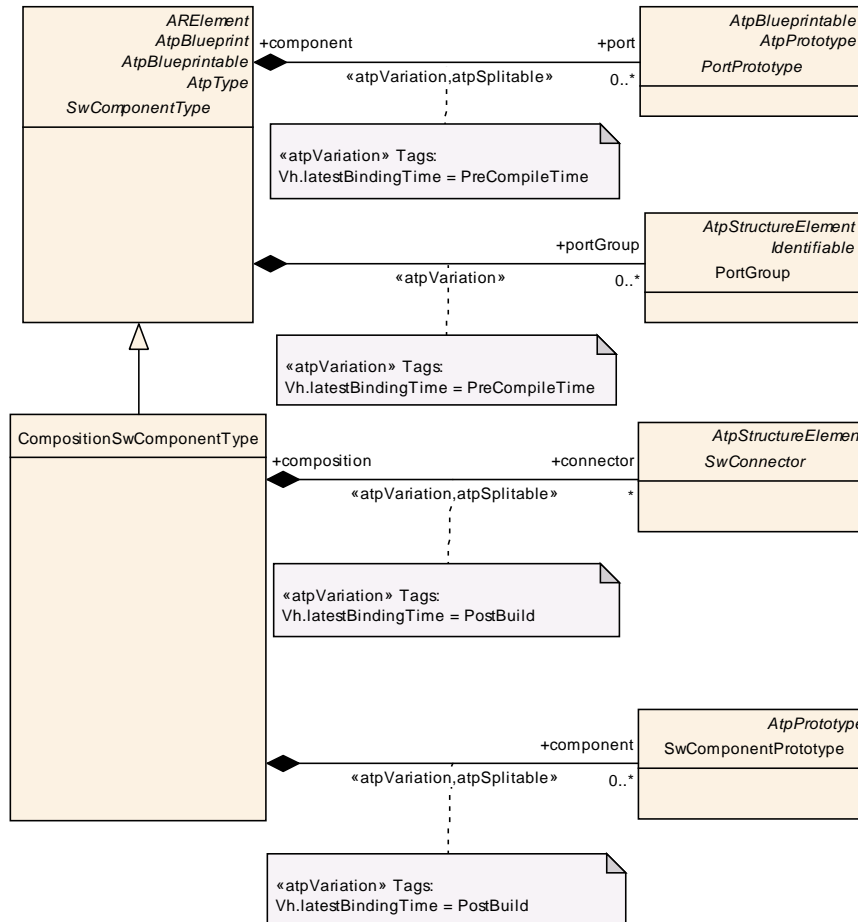 ARElement
AtpBlueprint
AtpBlueprintable
AtpType
SwComponentType
+component
+port
«atpVariation,atpSplitable»
0..*
AtpBlueprintable
AtpPrototype
PortPrototype
«atpVariation» Tags:
Vh.latestBindingTime = PreCompileTime
+portGroup
«atpVariation»
0..*
AtpStructureElement
Identifiable
PortGroup
«atpVariation» Tags:
Vh.latestBindingTime = PreCompileTime
CompositionSwComponentType
+composition
+connector
«atpVariation,atpSplitable»
*
AtpStructureElement
SwConnector
«atpVariation» Tags:
Vh.latestBindingTime = PostBuild
+component
«atpVariation,atpSplitable»
0..*
AtpPrototype
SwComponentPrototype
«atpVariation» Tags:
Vh.latestBindingTime = PostBuild